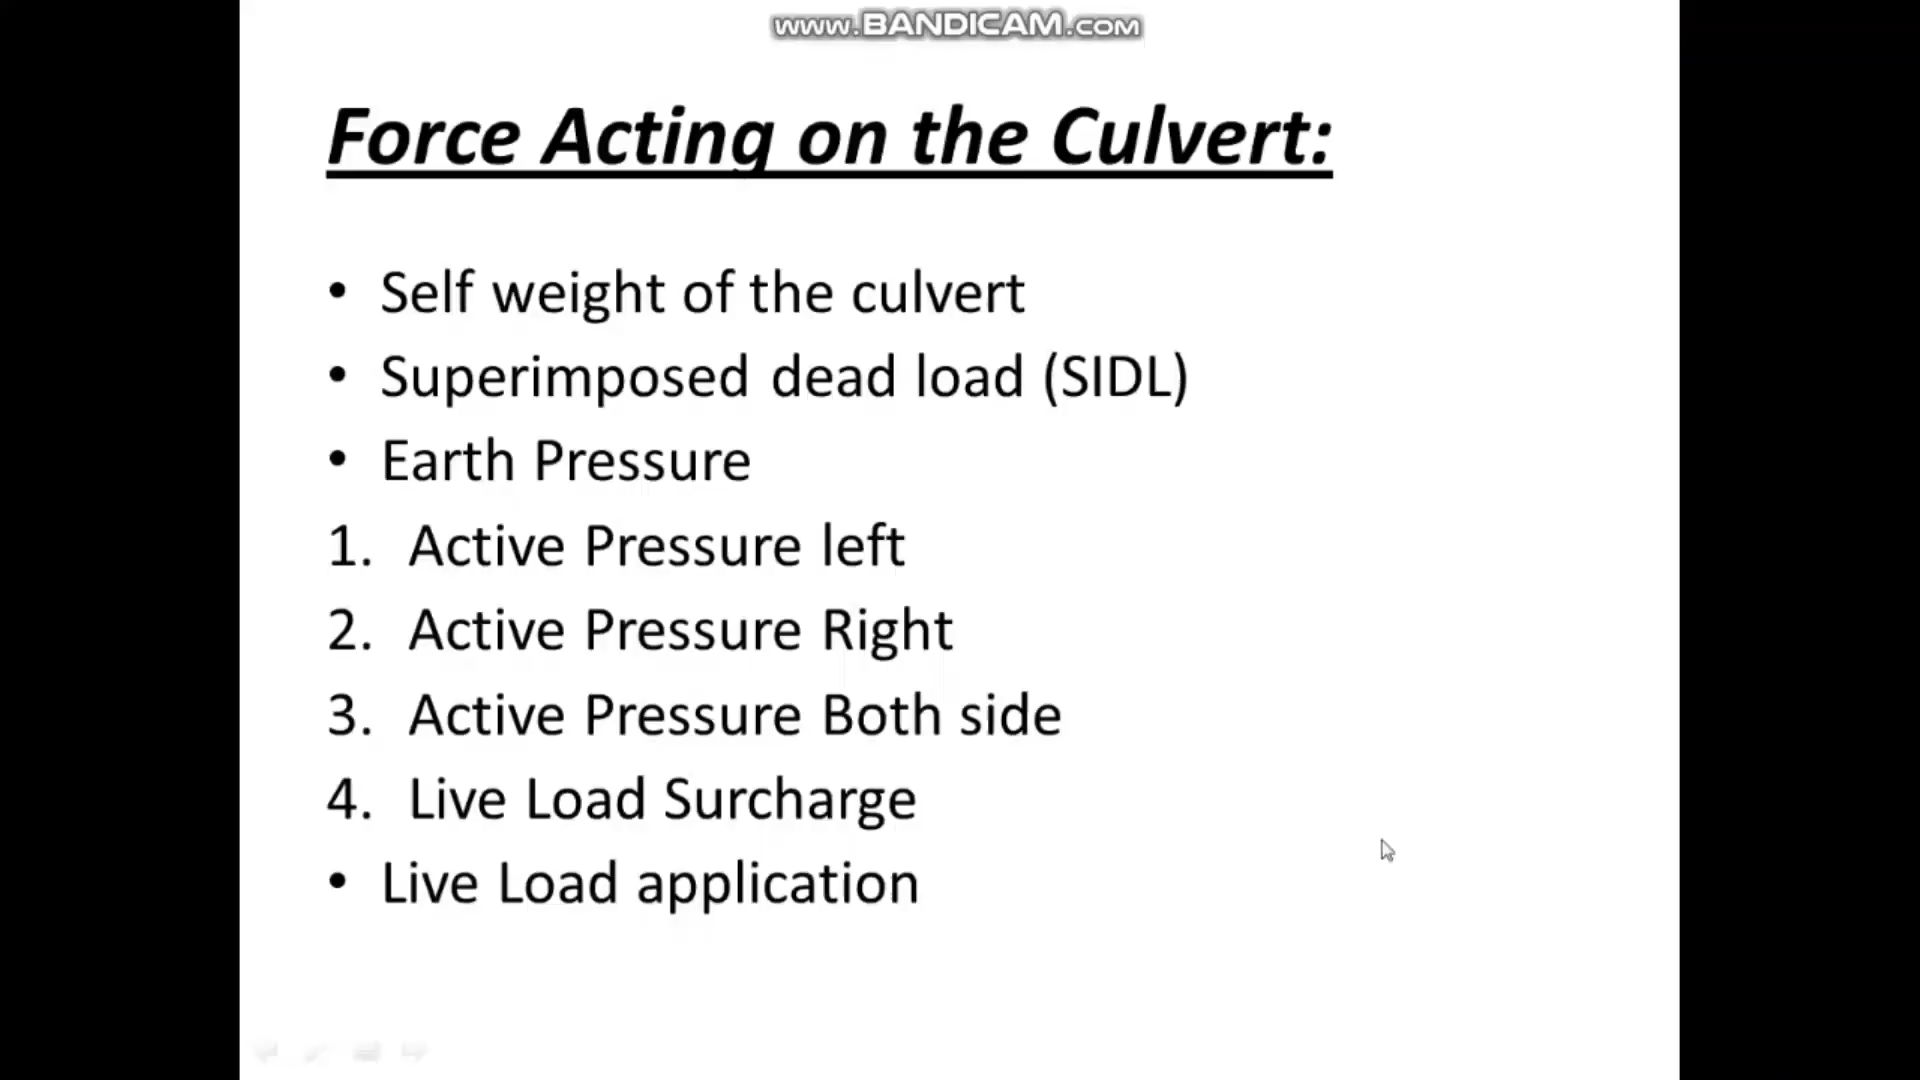 www.BANDICAM.com
Force Acting on the Culvert:
• Self weight of the culvert
• Superimposed dead load (SIDL)
• Earth Pressure
1. Active Pressure left
2. Active Pressure Right
3. Active Pressure Both side
4. Live Load Surcharge
• Live Load application